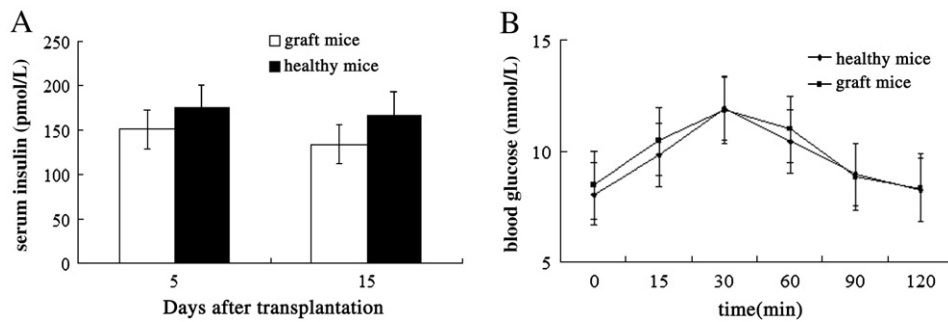 A
serum insulin (pmol/L)
250
200
150
100
50
0
graft mice
healthy mice
5
15
Days after transplantation
B
blood glucose (mmol/L)
15
10
5
healthy mice
graft mice
0
15
30
60
90
120
time(min)